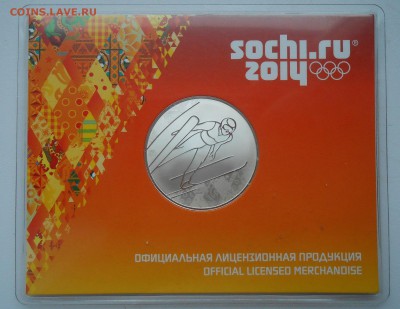 COINS.LAVE.RU
sochi.ru
2014
ОФИЦИАЛЬНАЯ ЛИЦЕНЗИОННАЯ ПРОДУКЦИЯ
OFFICIAL LICENSED MERCHANDISE